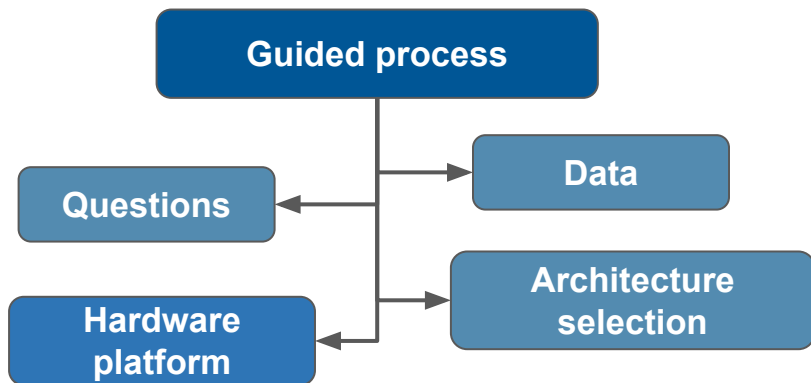 Guided process
Data
Questions
Architecture
selection
Hardware
platform